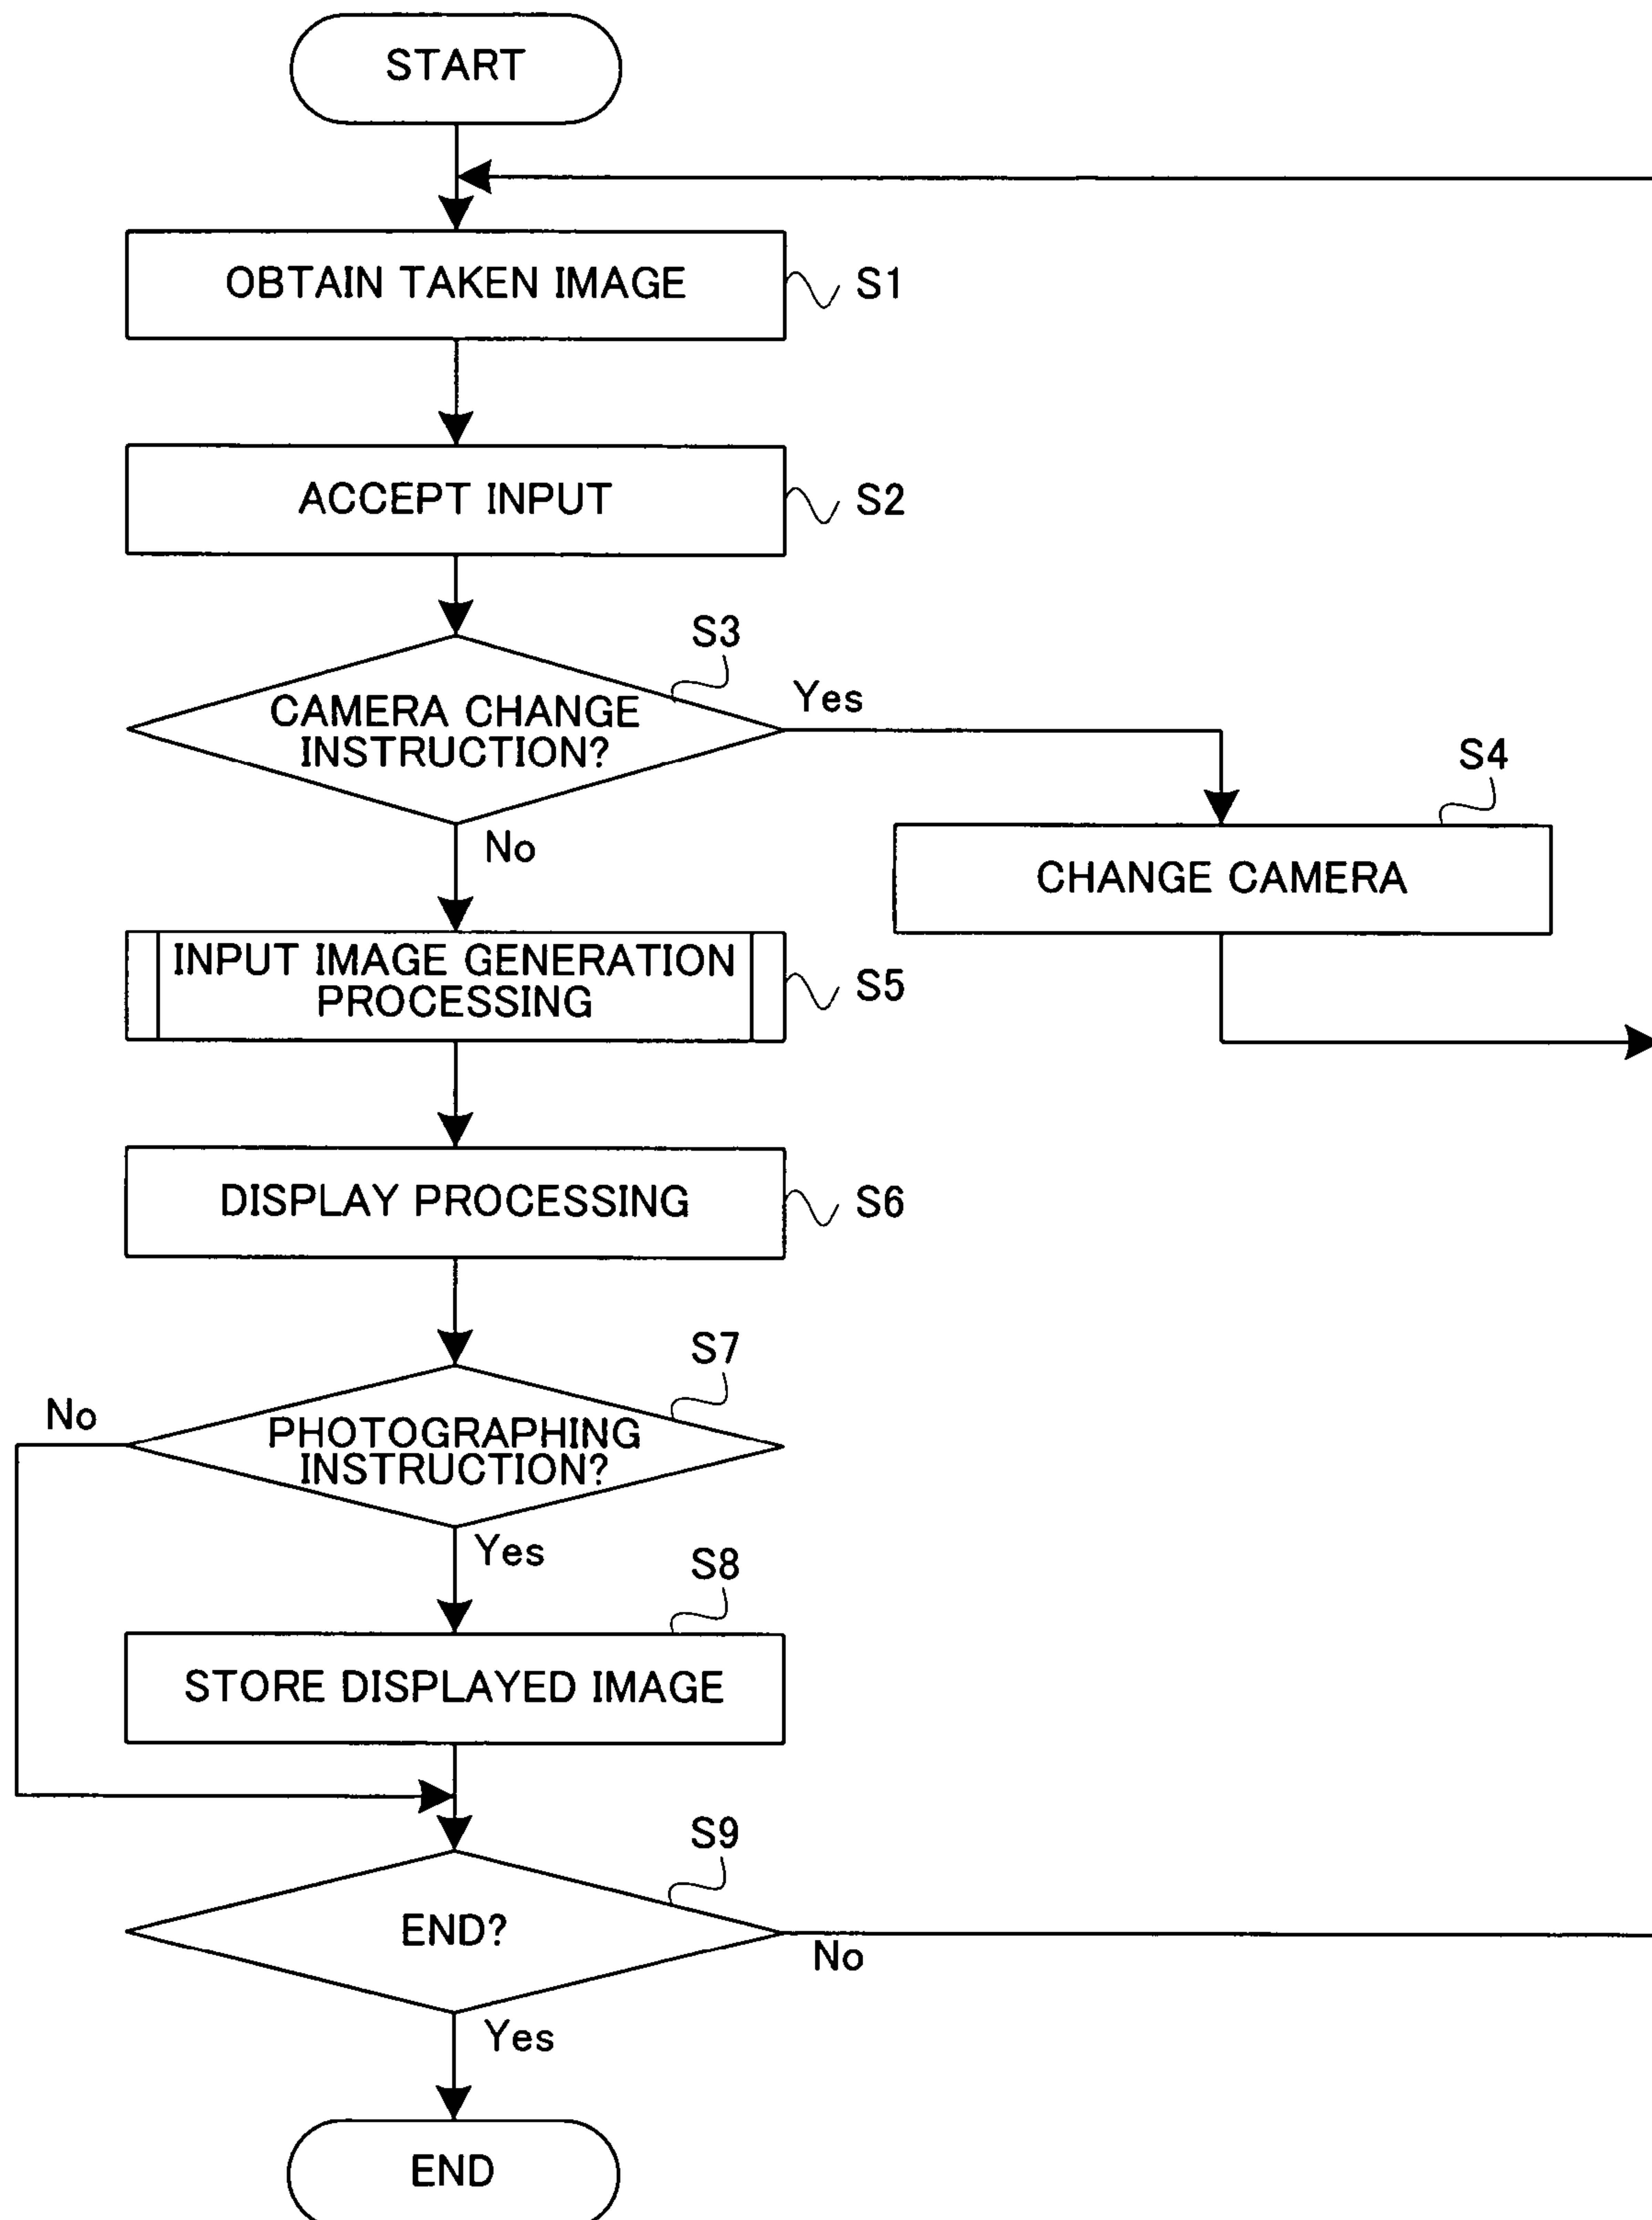 START
OBTAIN TAKEN IMAGE
S1
ACCEPT INPUT
S2
S3
CAMERA CHANGE
INSTRUCTION?
Yes
No
S4
CHANGE CAMERA
INPUT IMAGE GENERATION
PROCESSING
S5
DISPLAY PROCESSING
S6
S7
No
PHOTOGRAPHING
INSTRUCTION?
Yes
S8
STORE DISPLAYED IMAGE
S9
END?
No
Yes
END